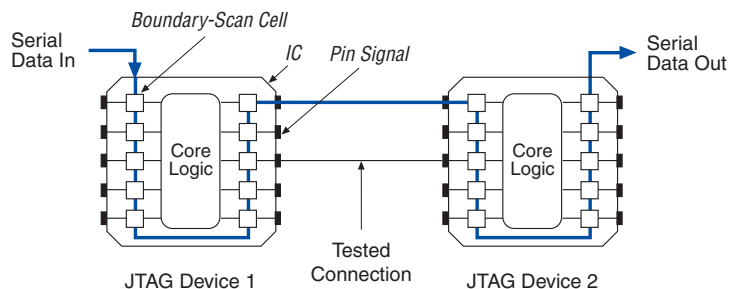 Boundary-Scan Cell
Serial
Data In
IC
Pin Signal
Serial
Data Out
Core
Logic
Core
Logic
Tested
Connection
JTAG Device 1
JTAG Device 2